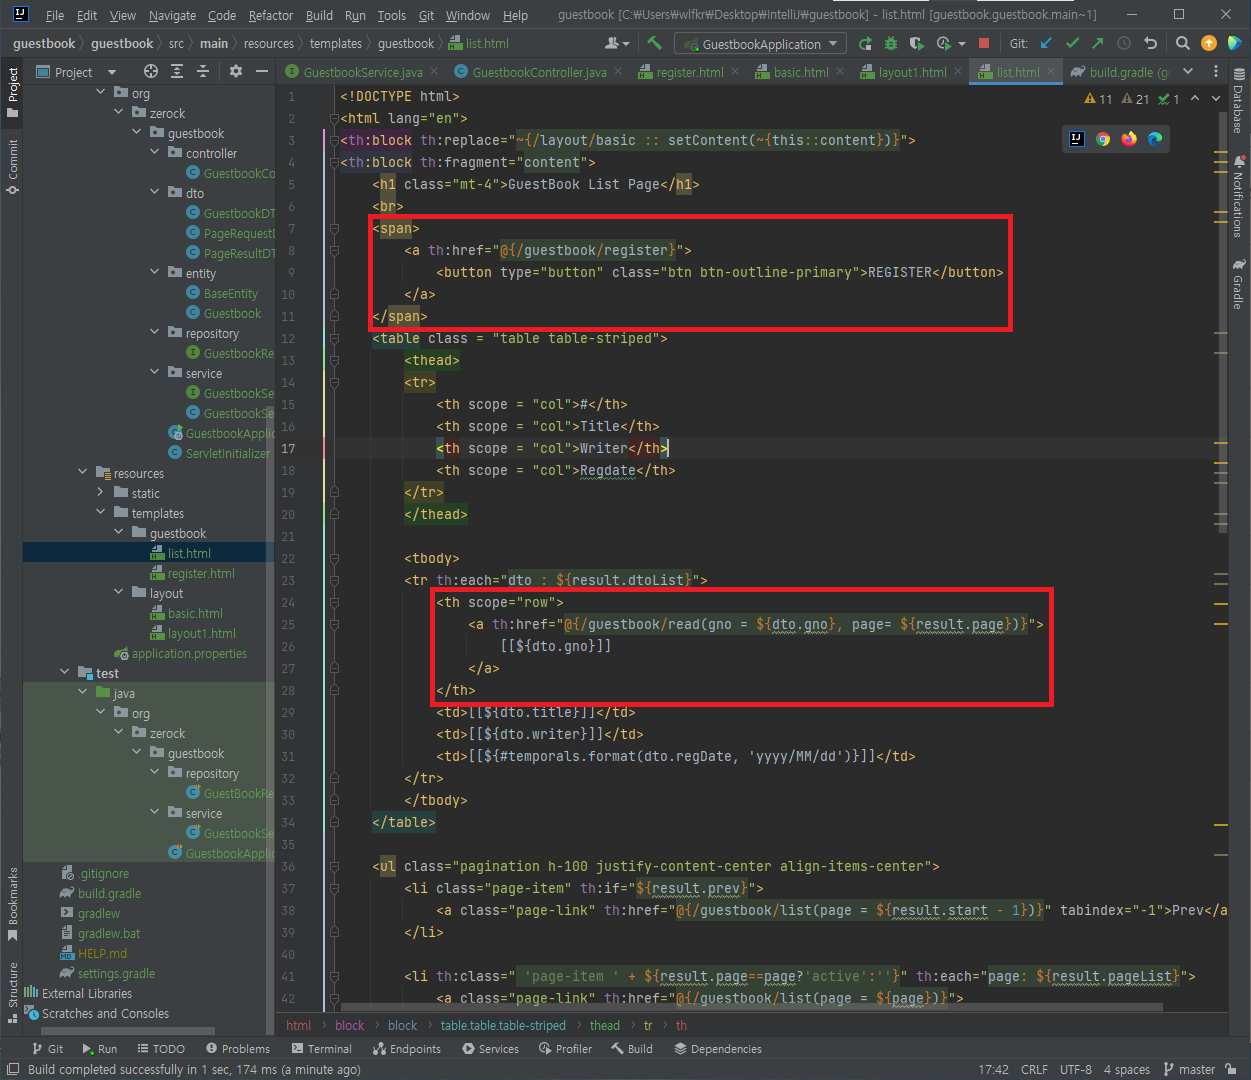 File Edit View Navigate Code Refactor Build Run Tools Git Window Help guestbook [C:₩Users₩wlfkr₩Desktop₩IntelliJ₩guestbook] - list.html [guestbook.guestbook.main~1]
guestbook guestbook src main resources templates guestbook list.html GuestbookApplication Git:
Project GuestbookService.java GuestbookController.java register.html basic.html layout1.html list.html build.gradle (g
Project
Commit
Bookmarks
Structure
org
zerock
guestbook
controller
GuestbookCo
dto
GuestbookDT
PageRequest
PageResultDT
entity
BaseEntity
Guestbook
repository
GuestbookRe
service
GuestbookSe
GuestbookSe
GuestbookApplic
ServletInitializer
resources
static
templates
guestbook
list.html
register.html
layout
basic.html
layout1.html
application.properties
test
java
org
zerock
guestbook
repository
GuestBookRe
service
GuestbookSe
GuestbookApplic
.gitignore
build.gradle
gradlew
gradlew.bat
HELP.md
settings.gradle
External Libraries
Scratches and Consoles
11 21 1
1 <!DOCTYPE html>
2 <html lang="en">
3 <th:block th:replace="~{/layout/basic :: setContent(~{this::content})}">
4 <th:block th:fragment="content">
5 <h1 class="mt-4">GuestBook List Page</h1>
6 <br>
7 <span>
8 <a th:href="@{/guestbook/register}">
9 <button type="button" class="btn btn-outline-primary">REGISTER</button>
10 </a>
11 </span>
12 <table class = "table table-striped">
13 <thead>
14 <tr>
15 <th scope = "col">#</th>
16 <th scope = "col">Title</th>
17 <th scope = "col">Writer</th>
18 <th scope = "col">Regdate</th>
19 </tr>
20 </thead>
21
22 <tbody>
23 <tr th:each="dto : ${result.dtoList}">
24 <th scope="row">
25 <a th:href="@{/guestbook/read(gno = ${dto.gno}, page= ${result.page})}">
26 [[${dto.gno}]]
27 </a>
28 </th>
29 <td>[[${dto.title}]]</td>
30 <td>[[${dto.writer}]]</td>
31 <td>[[${#temporals.format(dto.regDate, 'yyyy/MM/dd')}]]</td>
32 </tr>
33 </tbody>
34 </table>
35
36 <ul class="pagination h-100 justify-content-center align-items-center">
37 <li class="page-item" th:if="${result.prev}">
38 <a class="page-link" th:href="@{/guestbook/list(page = ${result.start - 1})}" tabindex="-1">Prev</a
39 </li>
40
41 <li th:class=" 'page-item ' + ${result.page==page?'active':''}" th:each="page: ${result.pageList}">
42 <a class="page-link" th:href="@{/guestbook/list(page = ${page})}">
Database
Notifications
Gradle
html block block table.table.table-striped thead tr th
Git Run TODO Problems Terminal Endpoints Services Profiler Build Dependencies
Build completed successfully in 1 sec, 174 ms (a minute ago) 17:42 CRLF UTF-8 4 spaces master